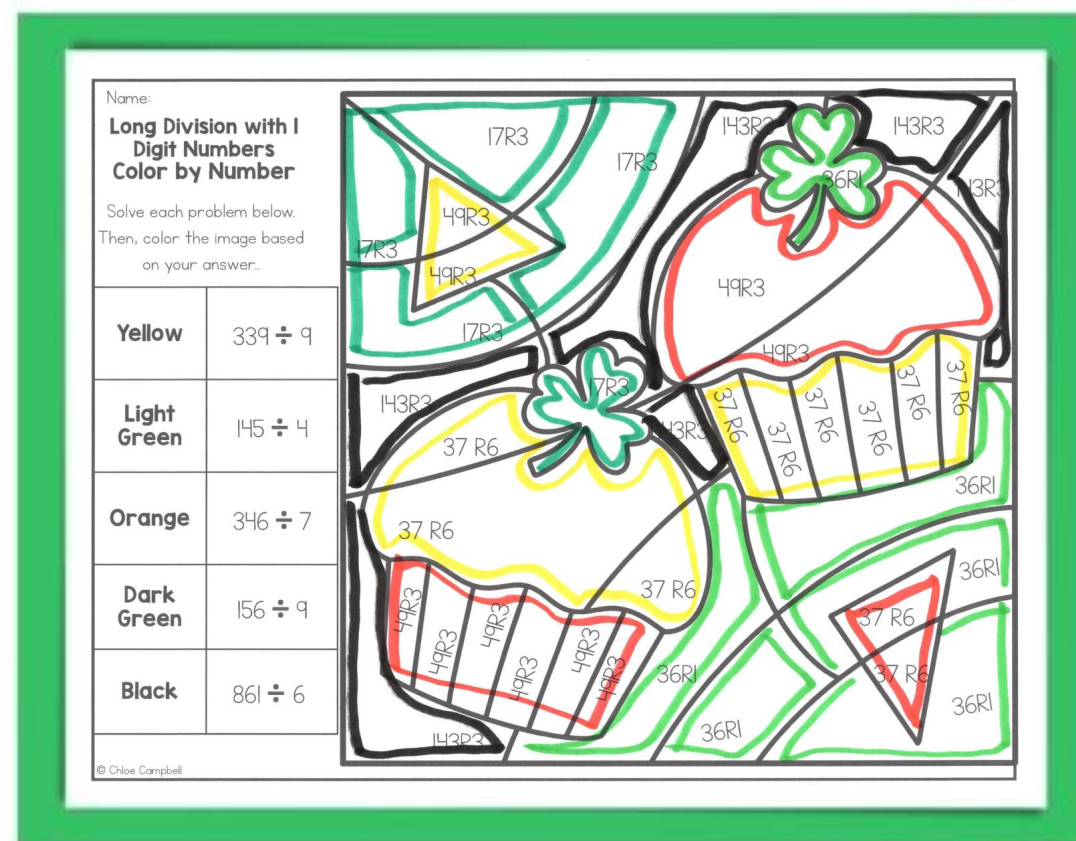 Name:
Long Division with 1
Digit Numbers
Color by Number
Solve each problem below.
Then, color the image based
on your answer..
Yellow 339 ÷ 9
Light
Green 145 ÷ 4
Orange 346 ÷ 7
Dark
Green 156 ÷ 9
Black 861 ÷ 6
© Chloe Campbell
17R3
17R3
49R3
17R3
49R3
17R3
143R3
143R3
36R1
143R3
49R3
49R3
17R3
143R3
143R3
37 R6
37 R6
37 R6
37 R6
37 R6
37 R6
37 R6
37 R6
37 R6
36R1
36R1
49R3
49R3
49R3
49R3
49R3
49R3
36R1
37 R6
37 R6
36R1
36R1
143R3